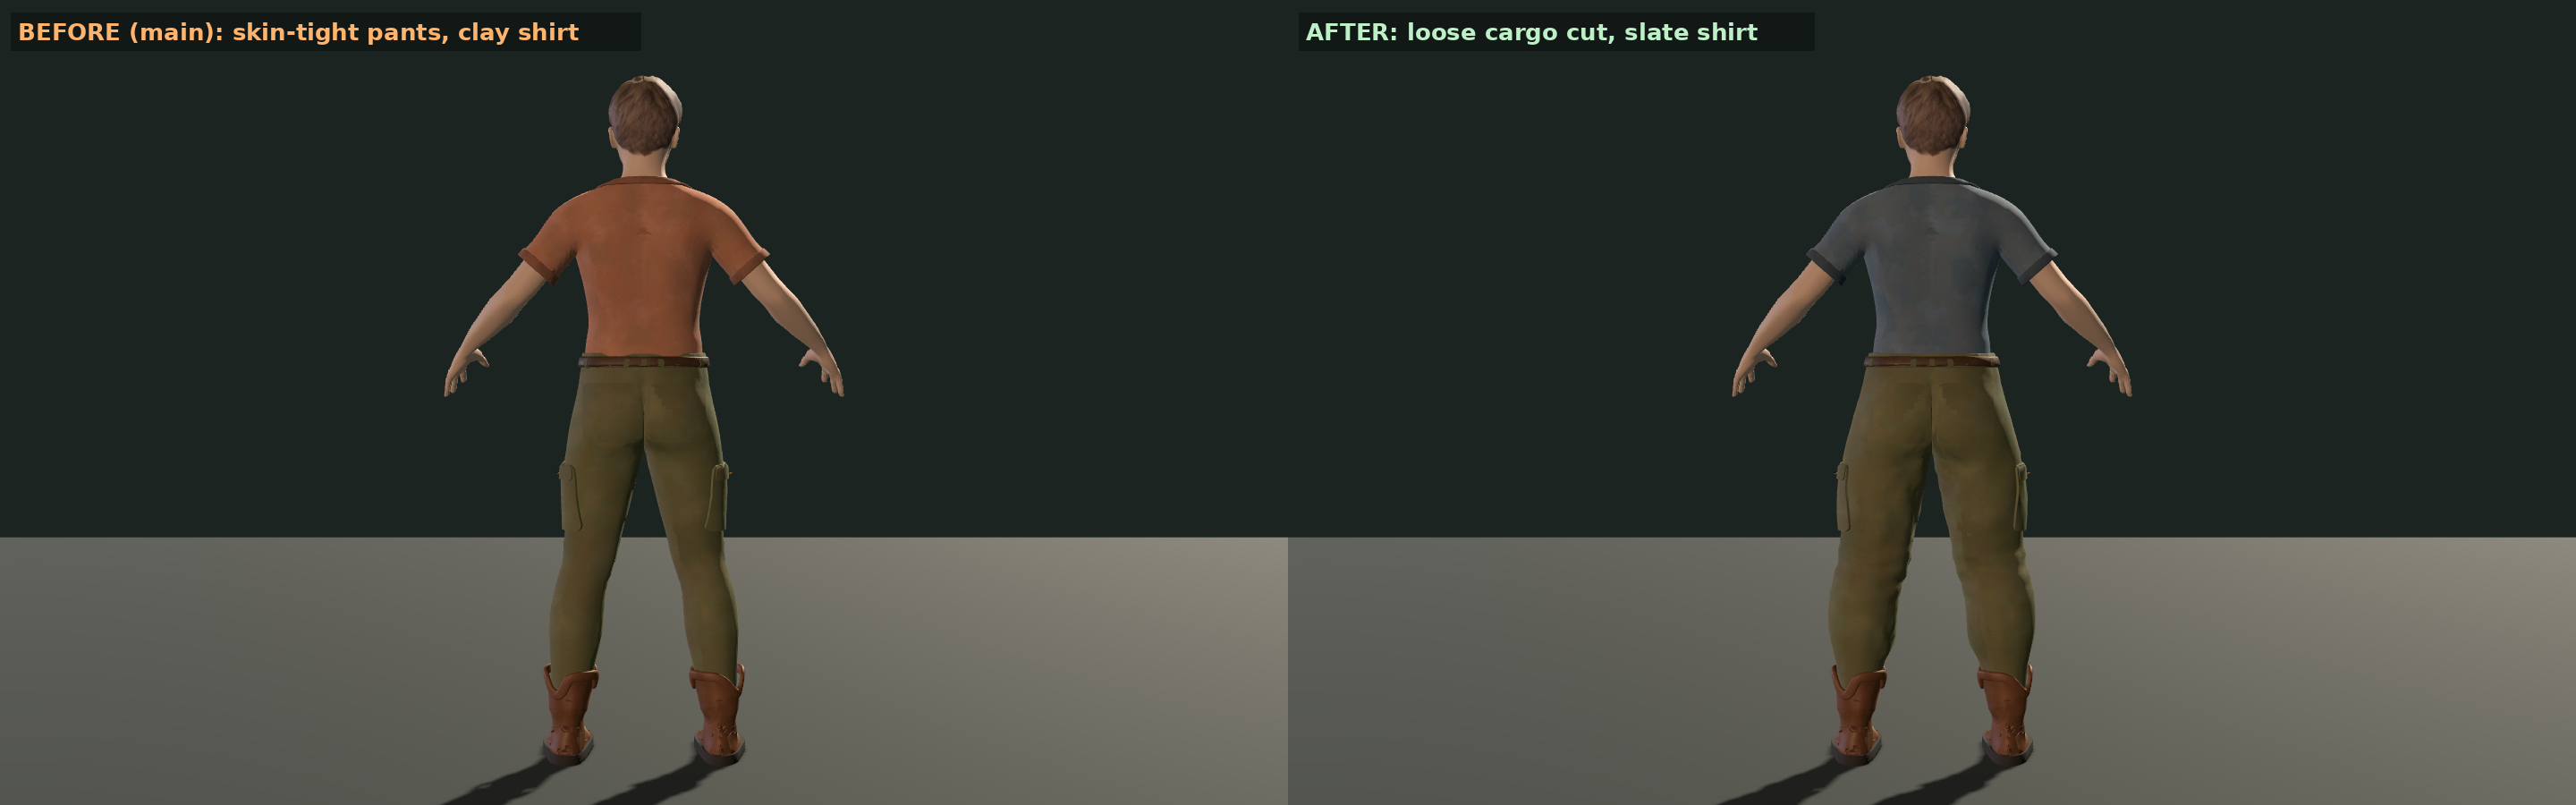 BEFORE (main): skin-tight pants, clay shirt
AFTER: loose cargo cut, slate shirt